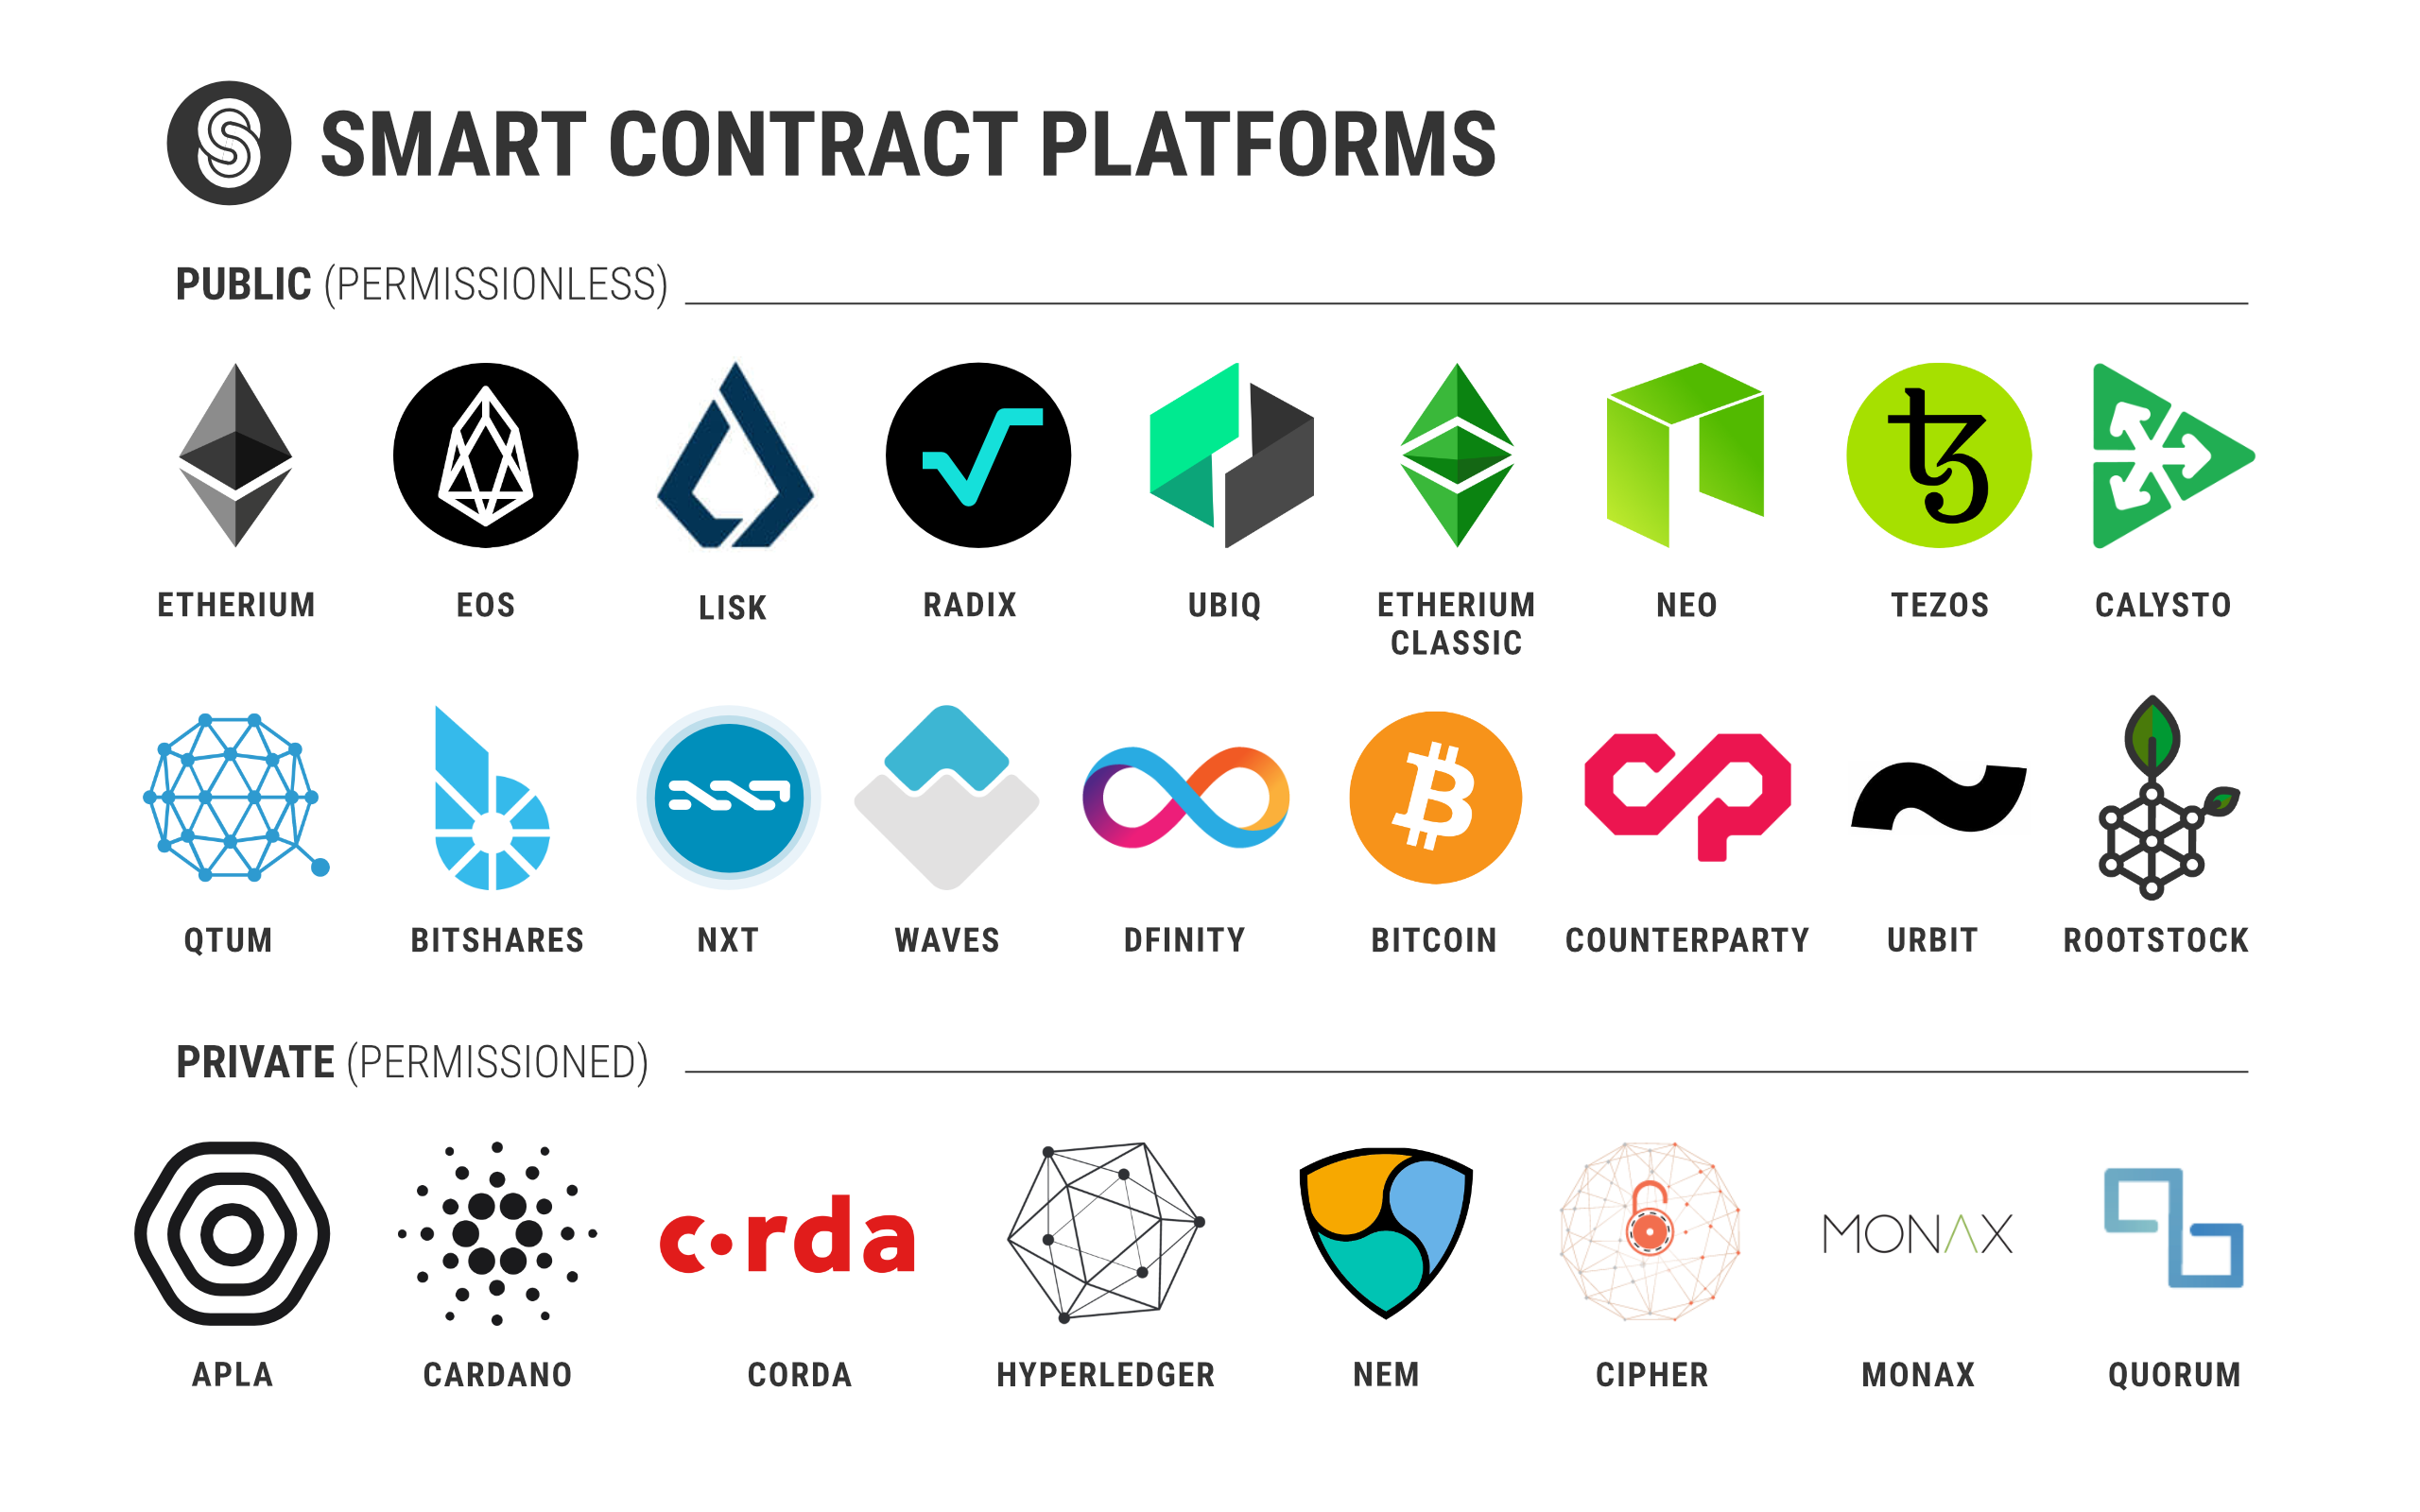 SMART CONTRACT PLATFORMS
PUBLIC (PERMISSIONLESS)
ETHERIUM
EOS
LISK
RADIX
UBIQ
ETHERIUM
CLASSIC
NEO
TEZOS
CALYSTO
QTUM
BITSHARES
NXT
WAVES
DFINITY
BITCOIN
COUNTERPARTY
URBIT
ROOTSTOCK
PRIVATE (PERMISSIONED)
c·rda
MONAX
APLA
CARDANO
CORDA
HYPERLEDGER
NEM
CIPHER
MONAX
QUORUM